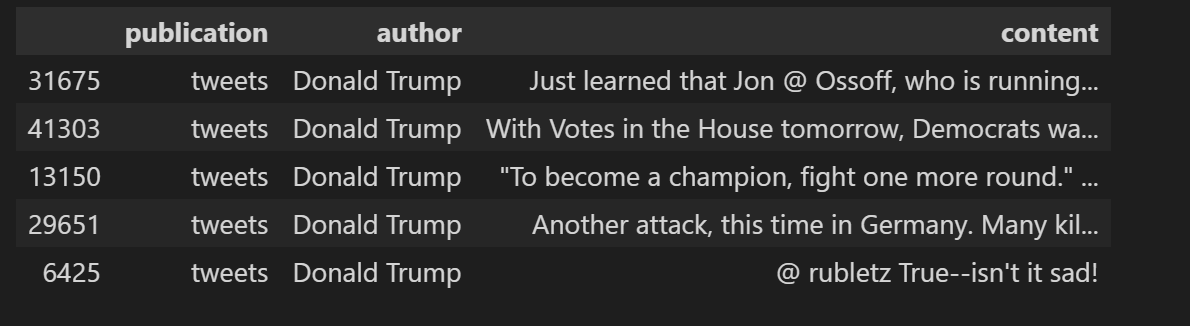 publication author content
31675 tweets Donald Trump Just learned that Jon @ Ossoff, who is running...
41303 tweets Donald Trump With Votes in the House tomorrow, Democrats wa...
13150 tweets Donald Trump "To become a champion, fight one more round." ...
29651 tweets Donald Trump Another attack, this time in Germany. Many kil...
6425 tweets Donald Trump @ rubletz True--isn't it sad!